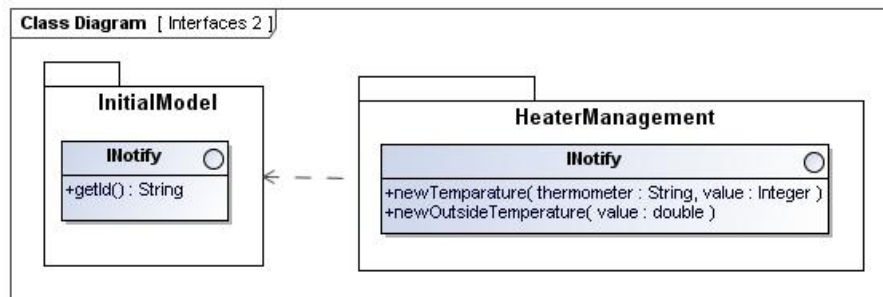 Class Diagram [ Interfaces 2 ]
InitialModel
INotify
+getId() : String
HeaterManagement
INotify
+newTemparature( thermometer : String, value : Integer )
+newOutsideTemperature( value : double )